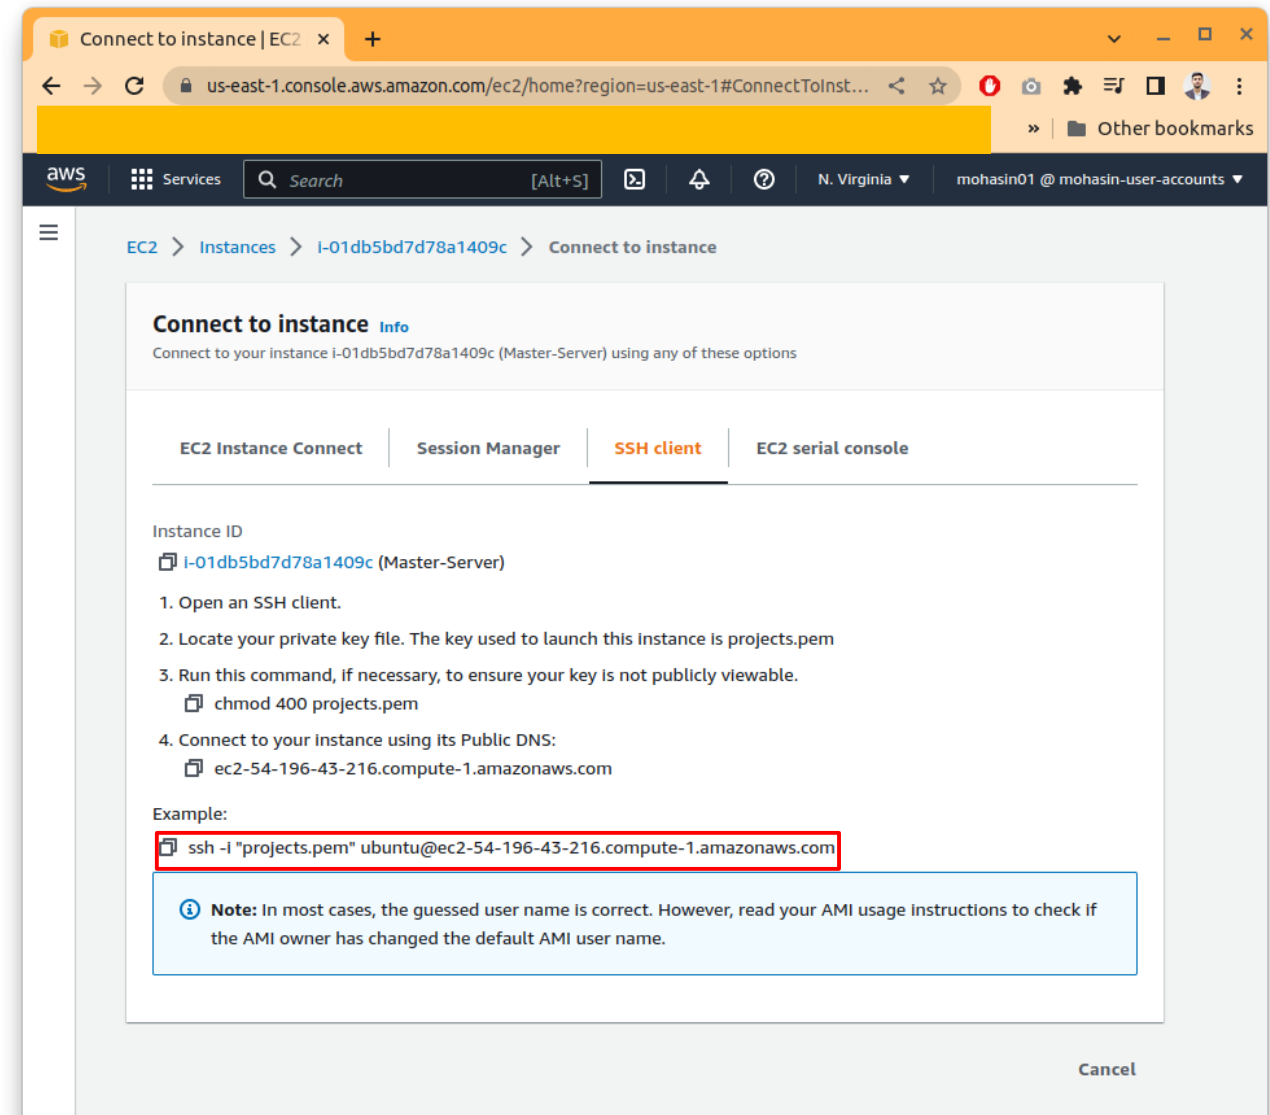 Connect to instance | EC2
us-east-1.console.aws.amazon.com/ec2/home?region=us-east-1#ConnectToInst...
» Other bookmarks
aws Services Search [Alt+S] N. Virginia ▼ mohasin01 @ mohasin-user-accounts ▼
EC2 > Instances > i-01db5bd7d78a1409c > Connect to instance
Connect to instance Info
Connect to your instance i-01db5bd7d78a1409c (Master-Server) using any of these options
EC2 Instance Connect Session Manager SSH client EC2 serial console
Instance ID
i-01db5bd7d78a1409c (Master-Server)
1. Open an SSH client.
2. Locate your private key file. The key used to launch this instance is projects.pem
3. Run this command, if necessary, to ensure your key is not publicly viewable.
chmod 400 projects.pem
4. Connect to your instance using its Public DNS:
ec2-54-196-43-216.compute-1.amazonaws.com
Example:
ssh -i "projects.pem" ubuntu@ec2-54-196-43-216.compute-1.amazonaws.com
Note: In most cases, the guessed user name is correct. However, read your AMI usage instructions to check if
the AMI owner has changed the default AMI user name.
Cancel